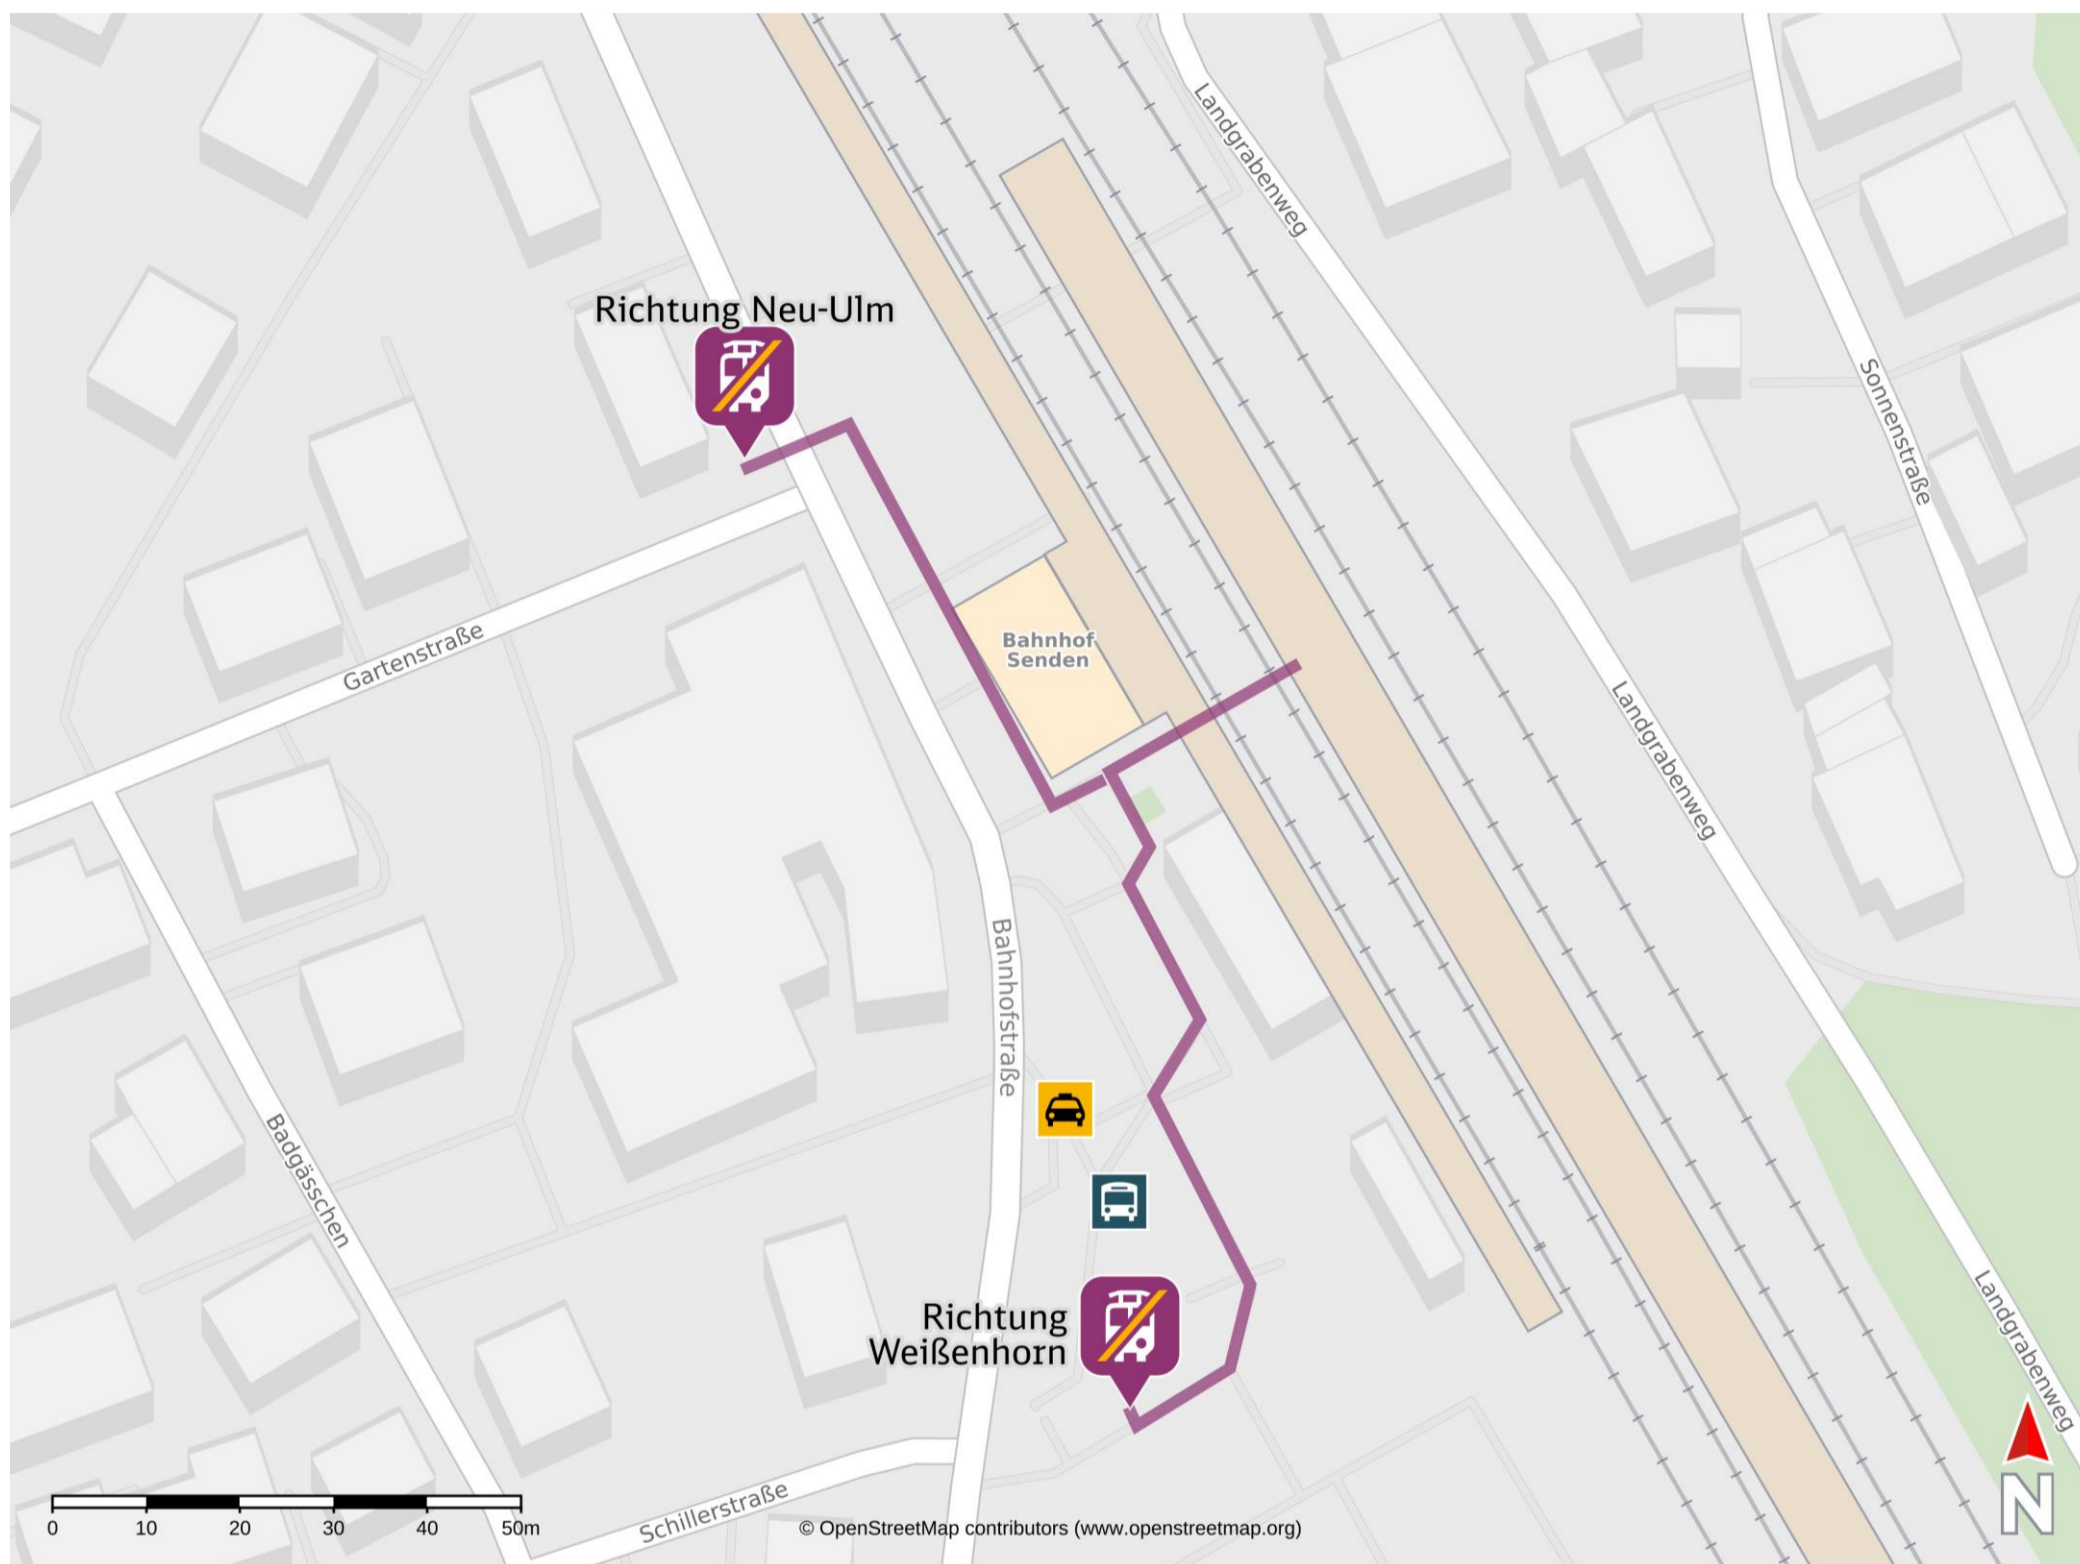 Landgrabenweg
Richtung Neu-Ulm
Sonnenstraße
Bahnhof
Senden
Gartenstraße
Landgrabenweg
Bahnhofstraße
Badgässchen
Richtung
Weißenhorn
Landgrabenweg
Schillerstraße
0 10 20 30 40 50m
© OpenStreetMap contributors (www.openstreetmap.org)
N